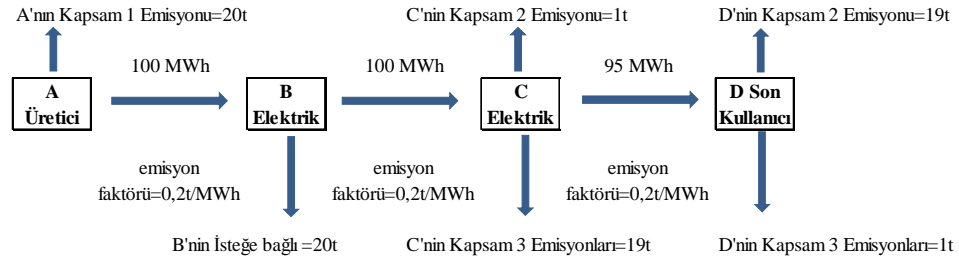 A'nın Kapsam 1 Emisyonu=20t
C'nin Kapsam 2 Emisyonu=1t
D'nin Kapsam 2 Emisyonu=19t
100 MWh
100 MWh
95 MWh
A
Üretici
B
Elektrik
C
Elektrik
D Son
Kullanıcı
emisyon
faktörü=0,2t/MWh
emisyon
faktörü=0,2t/MWh
emisyon
faktörü=0,2t/MWh
B'nin İsteğe bağlı =20t
C'nin Kapsam 3 Emisyonları=19t
D'nin Kapsam 3 Emisyonları=1t